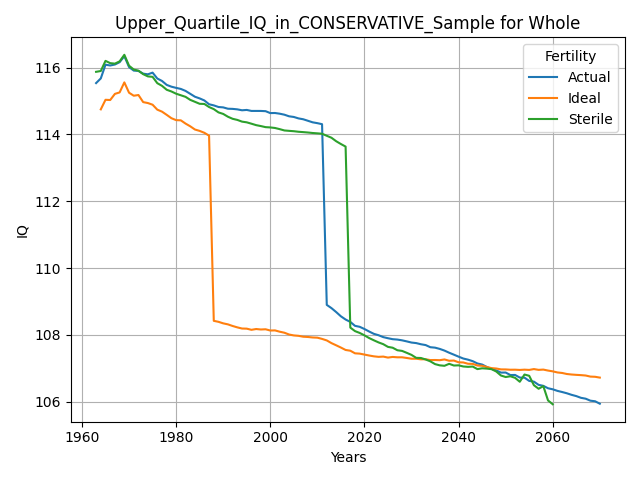 Upper_Quartile_IQ_in_CONSERVATIVE_Sample for Whole
Fertility
Actual
Ideal
Sterile
116
114
112
110
108
106
IQ
1960
1980
2000
2020
2040
2060
Years